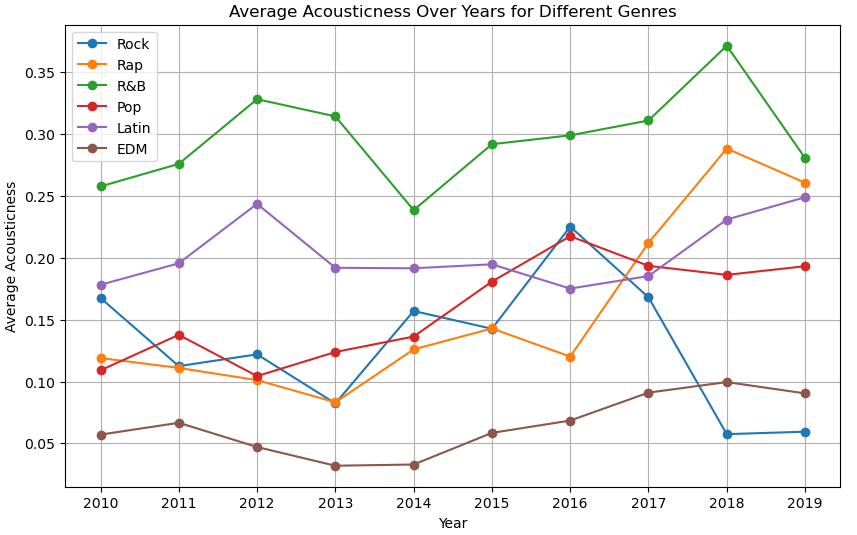 Average Acousticness Over Years for Different Genres
Rock
Rap
R&B
Pop
Latin
EDM
Average Acousticness
0.35
0.30
0.25
0.20
0.15
0.10
0.05
2010 2011 2012 2013 2014 2015 2016 2017 2018 2019
Year